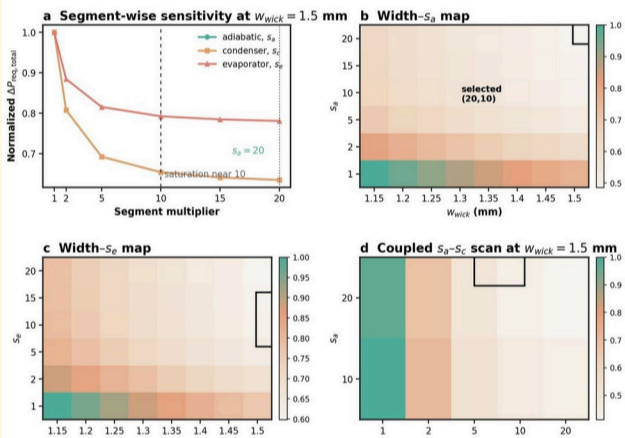 a Segment-wise sensitivity at w_wick = 1.5 mm
Normalized ΔP_req,total
1.0
0.9
0.8
0.7
adiabatic, s_a
condenser, s_c
evaporator, s_e
s_a = 20
saturation near 10
1 2 5 10 15 20
Segment multiplier
b Width–s_a map
s_a
20
15
10
5
2
1
selected
(20,10)
1.15 1.2 1.25 1.3 1.35 1.4 1.45 1.5
w_wick (mm)
1.0
0.9
0.8
0.7
0.6
0.5
c Width–s_e map
s_e
20
15
10
5
2
1
1.15 1.2 1.25 1.3 1.35 1.4 1.45 1.5
1.00
0.95
0.90
0.85
0.80
0.75
0.70
0.65
0.60
d Coupled s_a–s_c scan at w_wick = 1.5 mm
s_a
20
10
1 2 5 10 20
1.0
0.9
0.8
0.7
0.6
0.5